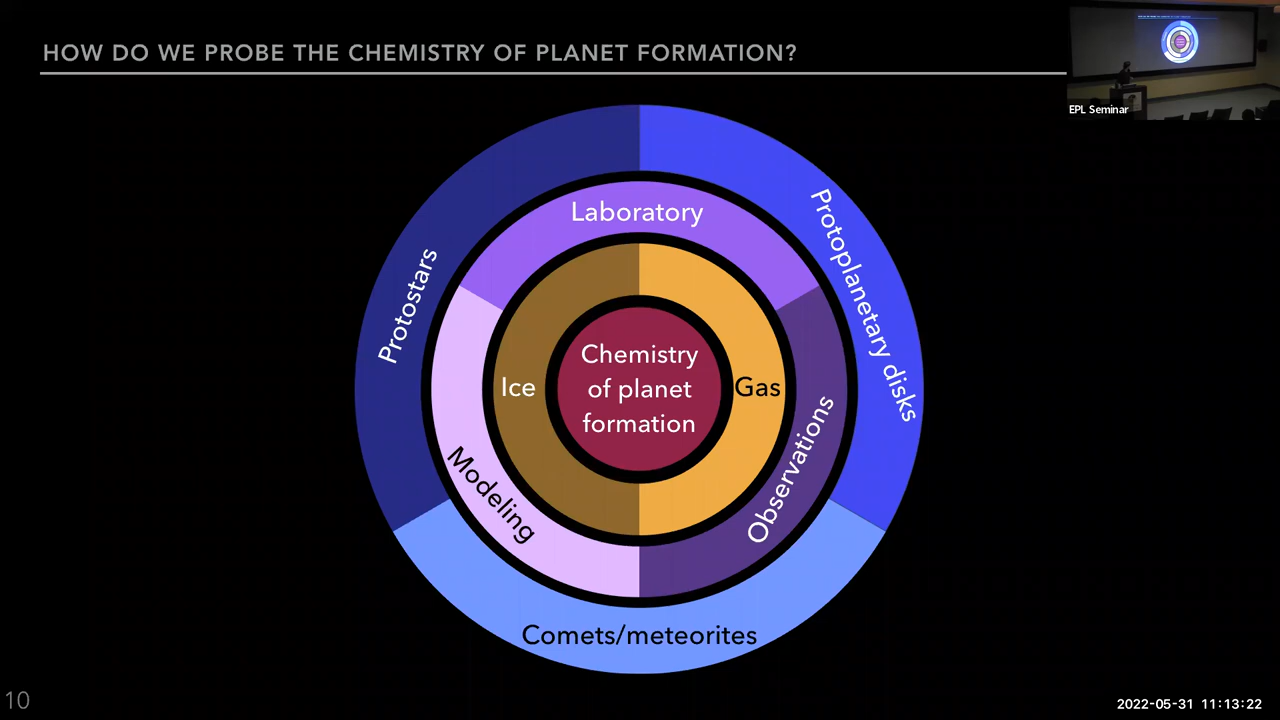 HOW DO WE PROBE THE CHEMISTRY OF PLANET FORMATION?
EPL Seminar
Laboratory
Protostars
Protoplanetary disks
Chemistry
of planet
formation
Ice
Gas
Modeling
Observations
Comets/meteorites
10
2022-05-31 11:13:22